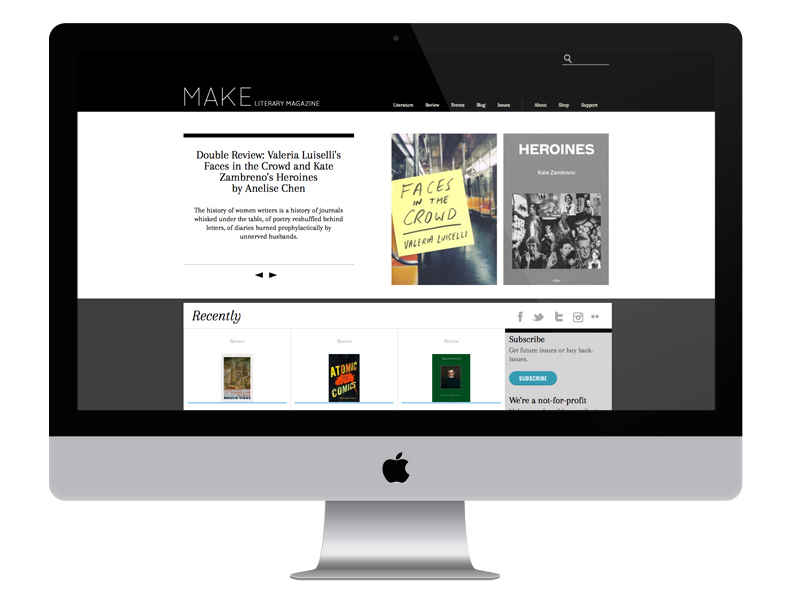 MAKE LITERARY MAGAZINE
Literature Review Events Blog Issues About Shop Support
Double Review: Valeria Luiselli's
Faces in the Crowd and Kate
Zambreno's Heroines
by Anelise Chen
The history of women writers is a history of journals
whisked under the table, of poetry reshuffled behind
letters, of diaries burned prophylactically by
unnerved husbands.
FACES
IN THE
CROWD
VALERIA LUISELLI
HEROINES
Kate Zambreno
Recently
Review
Review
Review
ATOMIC
COMICS
Subscribe
Get future issues or buy back-
issues.
SUBSCRIBE
We're a not-for-profit